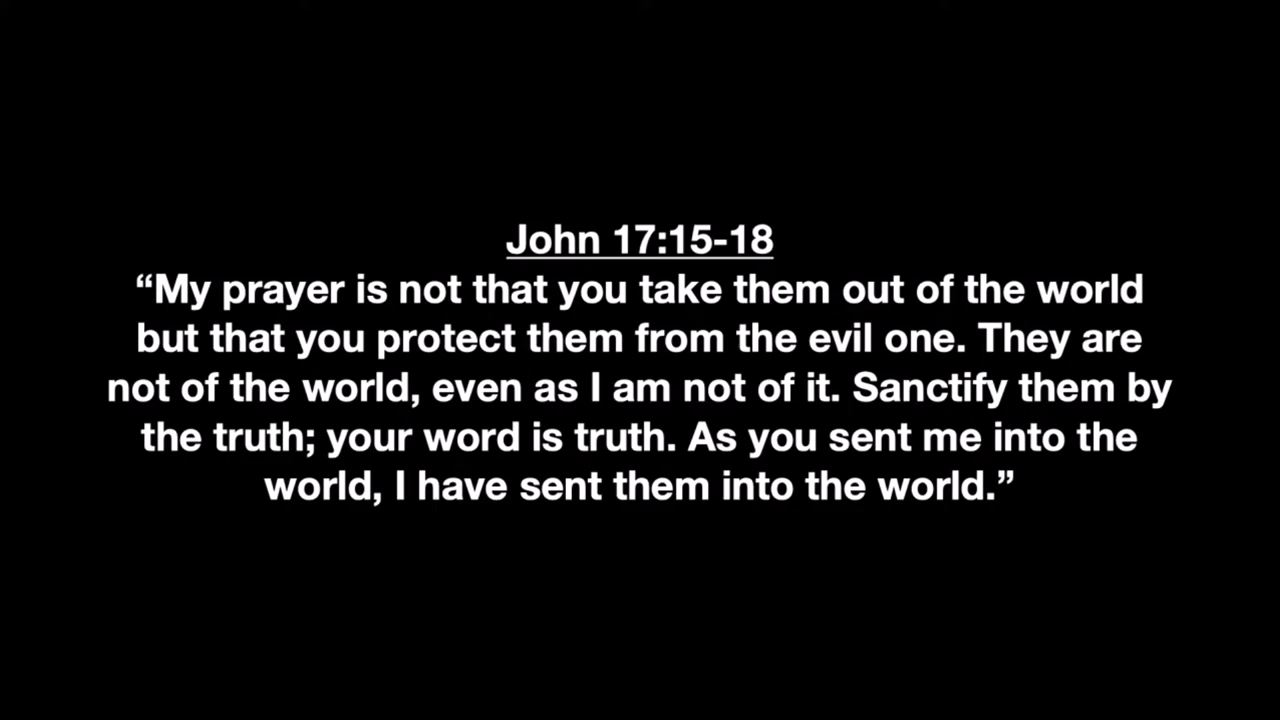 John 17:15-18
“My prayer is not that you take them out of the world
but that you protect them from the evil one. They are
not of the world, even as I am not of it. Sanctify them by
the truth; your word is truth. As you sent me into the
world, I have sent them into the world.”